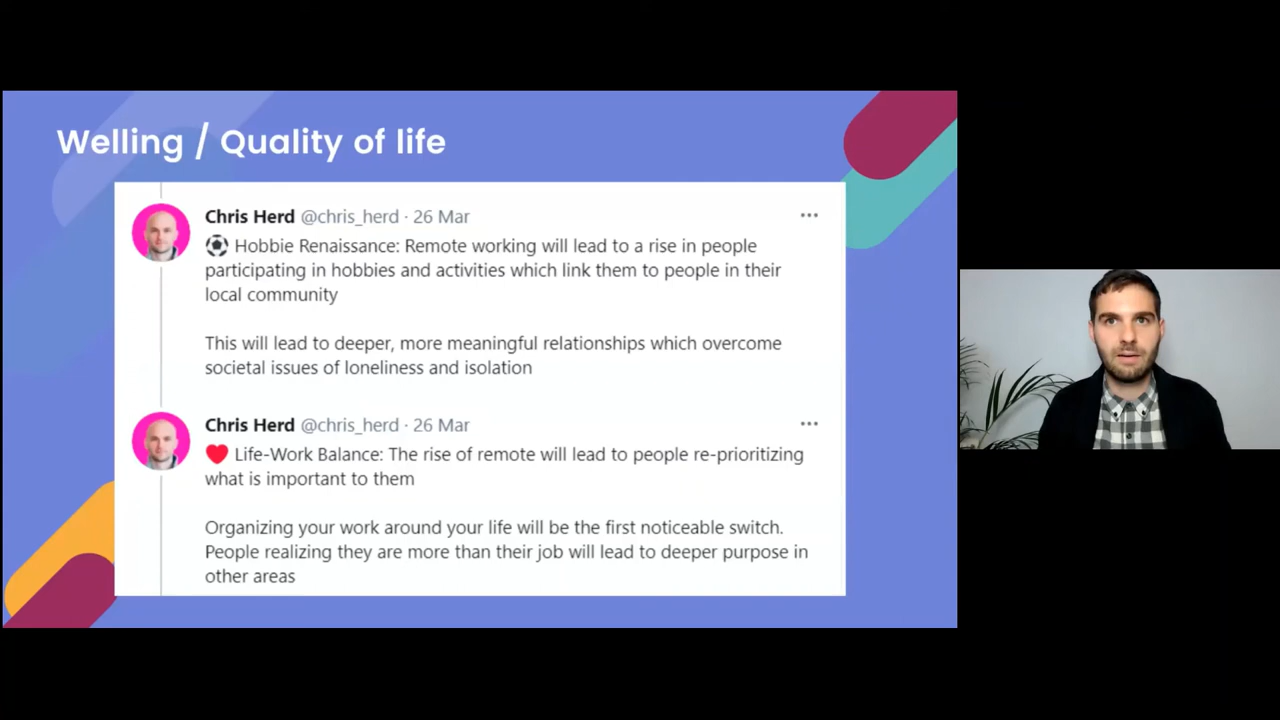 Welling / Quality of life
Chris Herd @chris_herd · 26 Mar
⚽ Hobbie Renaissance: Remote working will lead to a rise in people
participating in hobbies and activities which link them to people in their
local community
This will lead to deeper, more meaningful relationships which overcome
societal issues of loneliness and isolation
Chris Herd @chris_herd · 26 Mar
❤️ Life-Work Balance: The rise of remote will lead to people re-prioritizing
what is important to them
Organizing your work around your life will be the first noticeable switch.
People realizing they are more than their job will lead to deeper purpose in
other areas